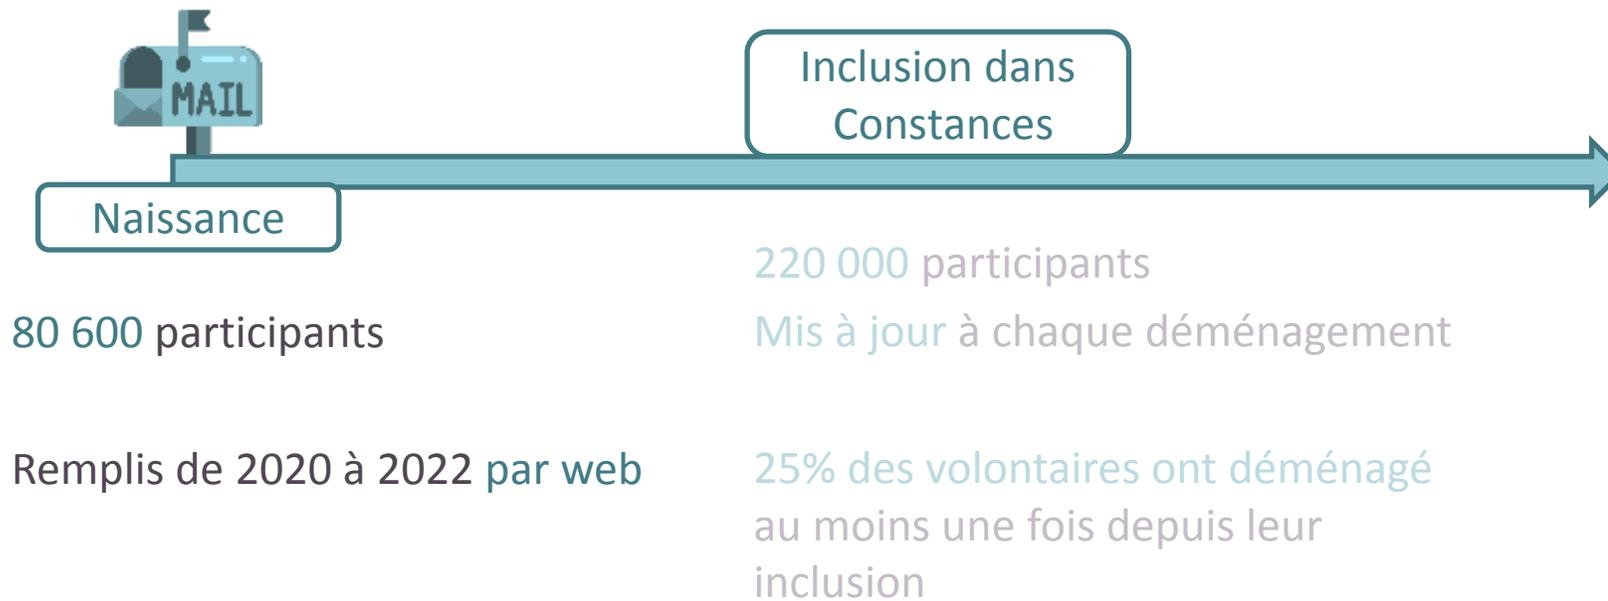 MAIL
Inclusion dans
Constances
Naissance
80 600 participants
Remplis de 2020 à 2022 par web
220 000 participants
Mis à jour à chaque déménagement
25% des volontaires ont déménagé
au moins une fois depuis leur
inclusion